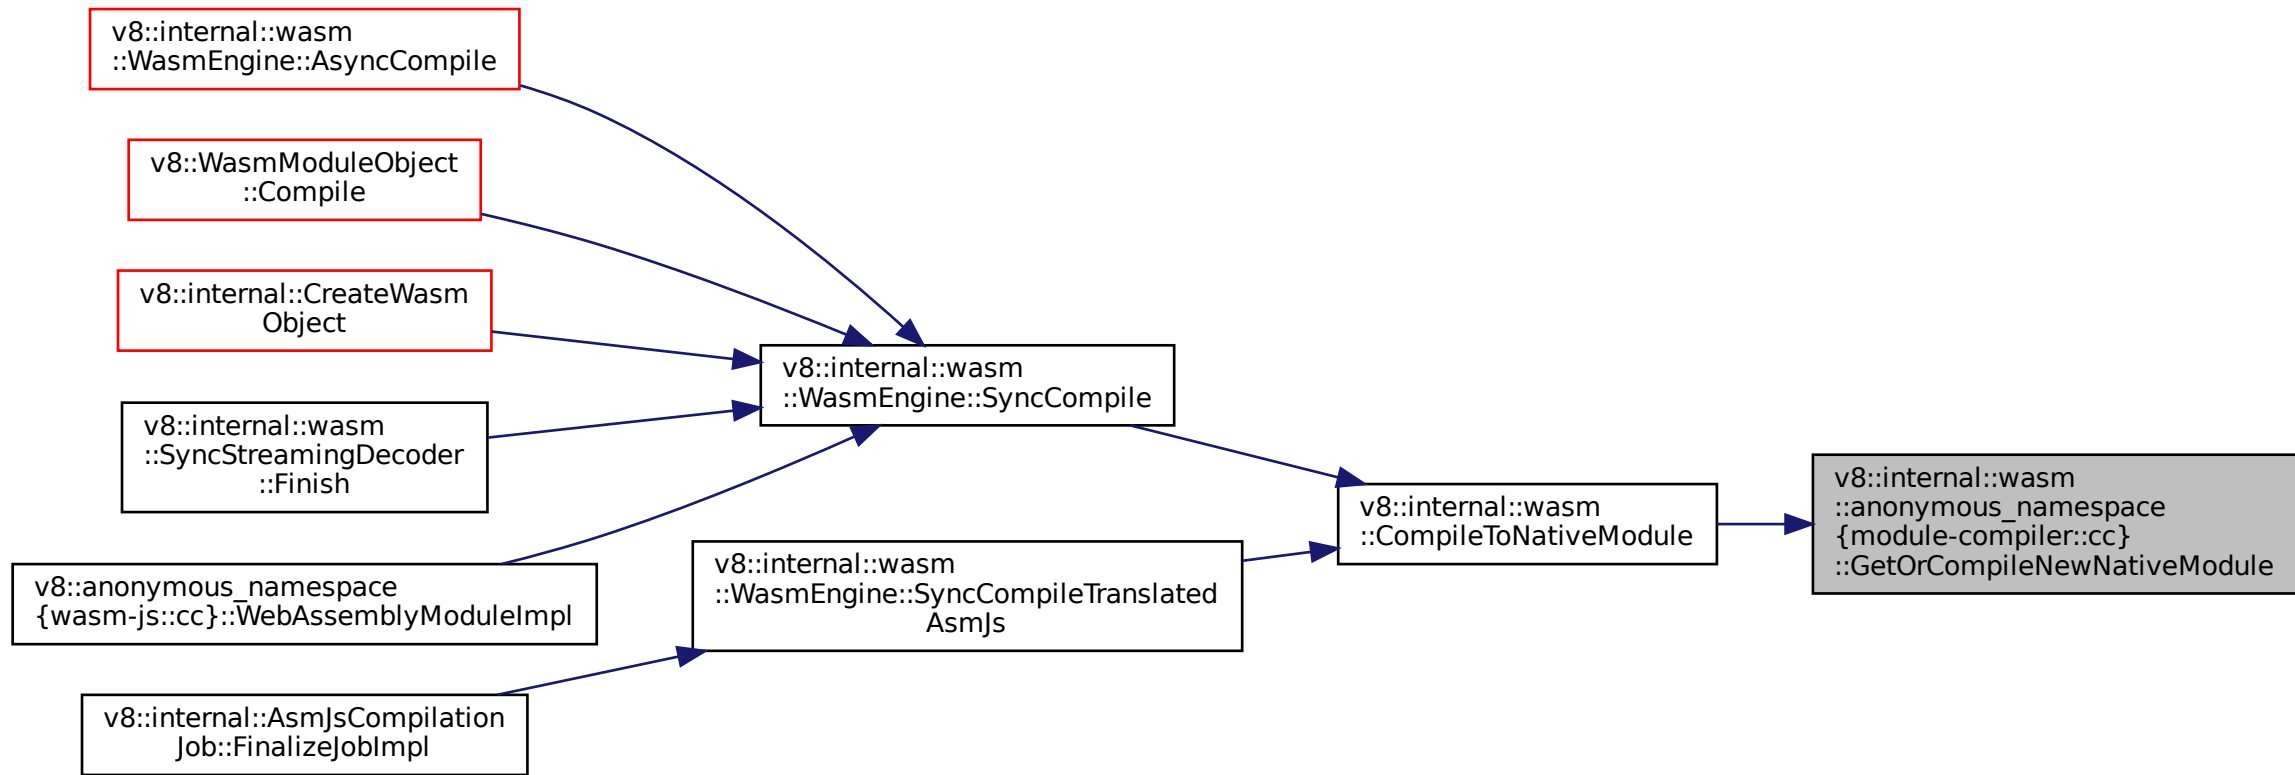 v8::internal::wasm
::WasmEngine::AsyncCompile
v8::WasmModuleObject
::Compile
v8::internal::CreateWasm
Object
v8::internal::wasm
::SyncStreamingDecoder
::Finish
v8::anonymous_namespace
{wasm-js::cc}::WebAssemblyModuleImpl
v8::internal::AsmJsCompilation
Job::FinalizeJobImpl
v8::internal::wasm
::WasmEngine::SyncCompile
v8::internal::wasm
::WasmEngine::SyncCompileTranslated
AsmJs
v8::internal::wasm
::CompileToNativeModule
v8::internal::wasm
::anonymous_namespace
{module-compiler::cc}
::GetOrCompileNewNativeModule